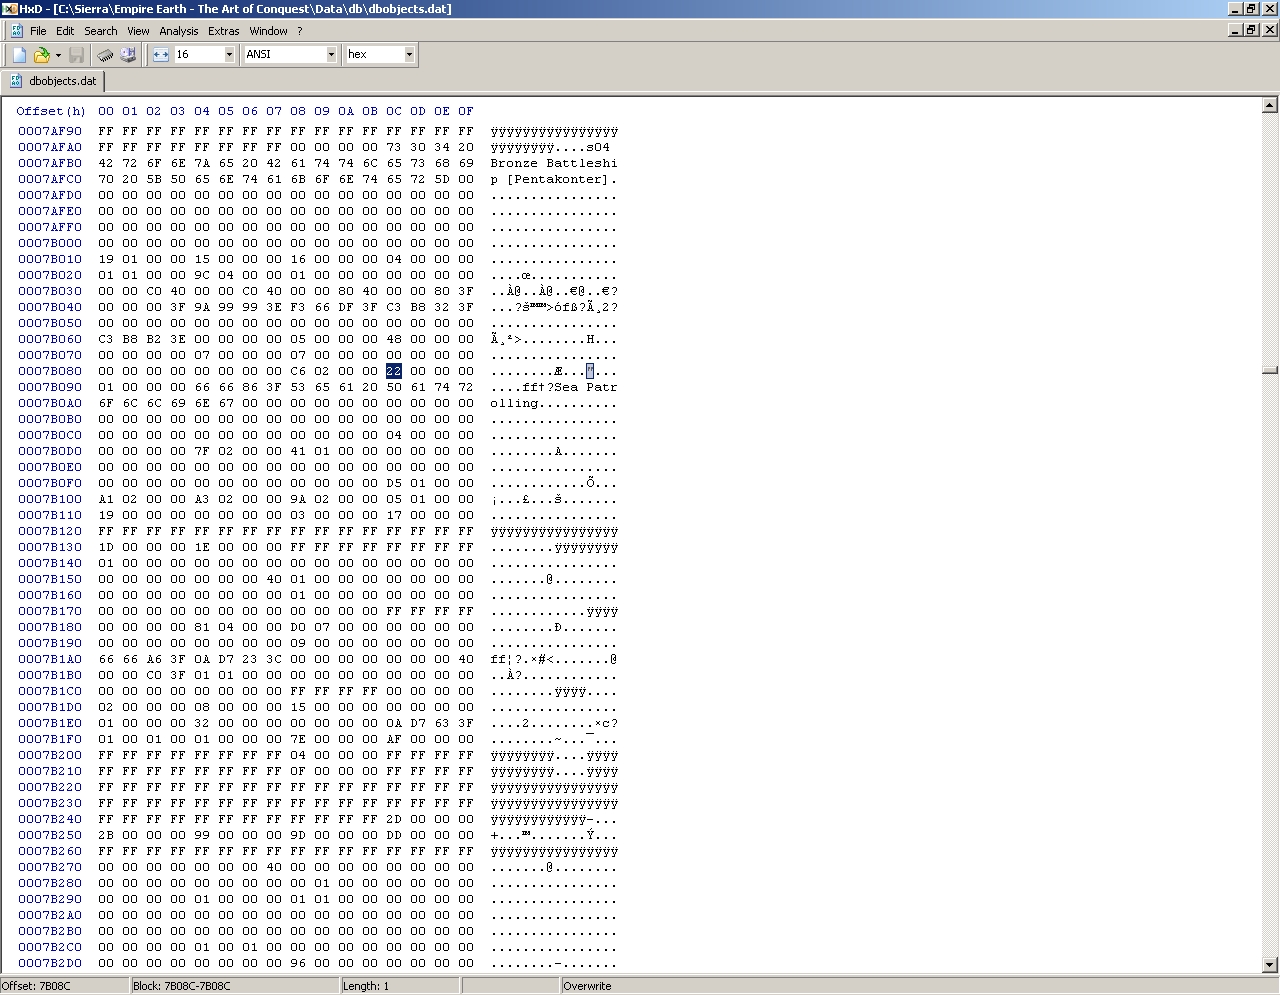 HxD - [C:\Sierra\Empire Earth - The Art of Conquest\Data\db\dbobjects.dat]
File Edit Search View Analysis Extras Window ?
16 ANSI hex
dbobjects.dat
Offset(h) 00 01 02 03 04 05 06 07 08 09 0A 0B 0C 0D 0E 0F
0007AF90 FF FF FF FF FF FF FF FF FF FF FF FF FF FF FF FF ÿÿÿÿÿÿÿÿÿÿÿÿÿÿÿÿ
0007AFA0 FF FF FF FF FF FF FF FF 00 00 00 00 73 30 34 20 ÿÿÿÿÿÿÿÿ....s04
0007AFB0 42 72 6F 6E 7A 65 20 42 61 74 74 6C 65 73 68 69 Bronze Battleshi
0007AFC0 70 20 5B 50 65 6E 74 61 6B 6F 6E 74 65 72 5D 00 p [Pentakonter].
0007AFD0 00 00 00 00 00 00 00 00 00 00 00 00 00 00 00 00 ................
0007AFE0 00 00 00 00 00 00 00 00 00 00 00 00 00 00 00 00 ................
0007AFF0 00 00 00 00 00 00 00 00 00 00 00 00 00 00 00 00 ................
0007B000 00 00 00 00 00 00 00 00 00 00 00 00 00 00 00 00 ................
0007B010 19 01 00 00 15 00 00 00 16 00 00 00 04 00 00 00 ................
0007B020 01 01 00 00 9C 04 00 00 01 00 00 00 00 00 00 00 ....œ...........
0007B030 00 00 C0 40 00 00 C0 40 00 00 80 40 00 00 80 3F ..À@..À@..€@..€?
0007B040 00 00 00 3F 9A 99 99 3E F3 66 DF 3F C3 B8 32 3F ...?š™™>ófß?Ã¸2?
0007B050 00 00 00 00 00 00 00 00 00 00 00 00 00 00 00 00 ................
0007B060 C3 B8 B2 3E 00 00 00 00 05 00 00 00 48 00 00 00 Ã¸²>........H...
0007B070 00 00 00 00 07 00 00 00 07 00 00 00 00 00 00 00 ................
0007B080 00 00 00 00 00 00 00 00 C6 02 00 00 22 00 00 00 ........Æ..."...
0007B090 01 00 00 00 66 66 86 3F 53 65 61 20 50 61 74 72 ....ff†?Sea Patr
0007B0A0 6F 6C 6C 69 6E 67 00 00 00 00 00 00 00 00 00 00 olling..........
0007B0B0 00 00 00 00 00 00 00 00 00 00 00 00 00 00 00 00 ................
0007B0C0 00 00 00 00 00 00 00 00 00 00 00 00 04 00 00 00 ................
0007B0D0 00 00 00 00 7F 02 00 00 41 01 00 00 00 00 00 00 ........A.......
0007B0E0 00 00 00 00 00 00 00 00 00 00 00 00 00 00 00 00 ................
0007B0F0 00 00 00 00 00 00 00 00 00 00 00 00 D5 01 00 00 ............Õ...
0007B100 A1 02 00 00 A3 02 00 00 9A 02 00 00 05 01 00 00 ¡...£...š.......
0007B110 19 00 00 00 00 00 00 00 03 00 00 00 17 00 00 00 ................
0007B120 FF FF FF FF FF FF FF FF FF FF FF FF FF FF FF FF ÿÿÿÿÿÿÿÿÿÿÿÿÿÿÿÿ
0007B130 1D 00 00 00 1E 00 00 00 FF FF FF FF FF FF FF FF ........ÿÿÿÿÿÿÿÿ
0007B140 01 00 00 00 00 00 00 00 00 00 00 00 00 00 00 00 ................
0007B150 00 00 00 00 00 00 00 40 01 00 00 00 00 00 00 00 .......@........
0007B160 00 00 00 00 00 00 00 00 01 00 00 00 00 00 00 00 ................
0007B170 00 00 00 00 00 00 00 00 00 00 00 00 FF FF FF FF ............ÿÿÿÿ
0007B180 00 00 00 00 81 04 00 00 D0 07 00 00 00 00 00 00 ........Ð.......
0007B190 00 00 00 00 00 00 00 00 09 00 00 00 00 00 00 00 ................
0007B1A0 66 66 A6 3F 0A D7 23 3C 00 00 00 00 00 00 00 40 ff¦?.×#<.......@
0007B1B0 00 00 C0 3F 01 01 00 00 00 00 00 00 00 00 00 00 ..À?............
0007B1C0 00 00 00 00 00 00 00 00 FF FF FF FF 00 00 00 00 ........ÿÿÿÿ....
0007B1D0 02 00 00 00 08 00 00 00 15 00 00 00 00 00 00 00 ................
0007B1E0 01 00 00 00 32 00 00 00 00 00 00 00 0A D7 63 3F ....2........×c?
0007B1F0 01 00 01 00 01 00 00 00 7E 00 00 00 AF 00 00 00 ........~...¯...
0007B200 FF FF FF FF FF FF FF FF 04 00 00 00 FF FF FF FF ÿÿÿÿÿÿÿÿ....ÿÿÿÿ
0007B210 FF FF FF FF FF FF FF FF 0F 00 00 00 FF FF FF FF ÿÿÿÿÿÿÿÿ....ÿÿÿÿ
0007B220 FF FF FF FF FF FF FF FF FF FF FF FF FF FF FF FF ÿÿÿÿÿÿÿÿÿÿÿÿÿÿÿÿ
0007B230 FF FF FF FF FF FF FF FF FF FF FF FF FF FF FF FF ÿÿÿÿÿÿÿÿÿÿÿÿÿÿÿÿ
0007B240 FF FF FF FF FF FF FF FF FF FF FF FF 2D 00 00 00 ÿÿÿÿÿÿÿÿÿÿÿÿ-...
0007B250 2B 00 00 00 99 00 00 00 9D 00 00 00 DD 00 00 00 +...™.......Ý...
0007B260 FF FF FF FF FF FF FF FF FF FF FF FF FF FF FF FF ÿÿÿÿÿÿÿÿÿÿÿÿÿÿÿÿ
0007B270 00 00 00 00 00 00 00 40 00 00 00 00 00 00 00 00 .......@........
0007B280 00 00 00 00 00 00 00 00 00 01 00 00 00 00 00 00 ................
0007B290 00 00 00 00 01 00 00 00 01 01 00 00 00 00 00 00 ................
0007B2A0 00 00 00 00 00 00 00 00 00 00 00 00 00 00 00 00 ................
0007B2B0 00 00 00 00 00 00 00 00 00 00 00 00 00 00 00 00 ................
0007B2C0 00 00 00 00 01 00 01 00 00 00 00 00 00 00 00 00 ................
0007B2D0 00 00 00 00 00 00 00 00 96 00 00 00 00 00 00 00 ........–.......
Offset: 7B08C Block: 7B08C-7B08C Length: 1 Overwrite